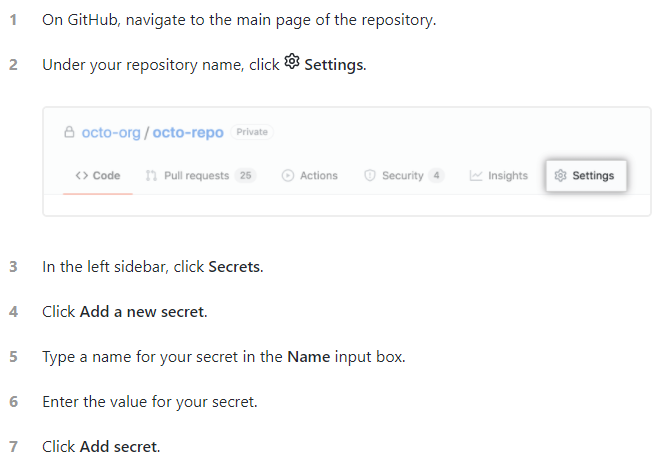 1 On GitHub, navigate to the main page of the repository.
2 Under your repository name, click Settings.
octo-org / octo-repo Private
<> Code Pull requests 25 Actions Security 4 Insights Settings
3 In the left sidebar, click Secrets.
4 Click Add a new secret.
5 Type a name for your secret in the Name input box.
6 Enter the value for your secret.
7 Click Add secret.